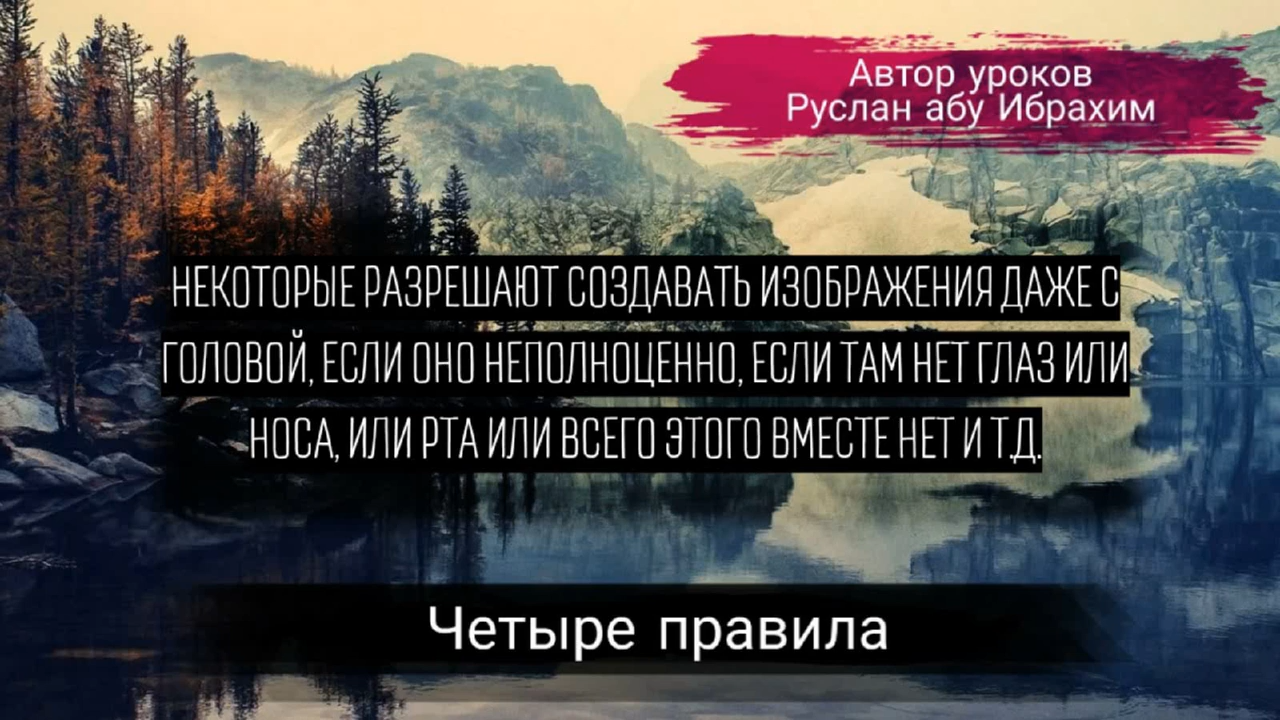 Автор уроков
Руслан абу Ибрахим
НЕКОТОРЫЕ РАЗРЕШАЮТ СОЗДАВАТЬ ИЗОБРАЖЕНИЯ ДАЖЕ С
ГОЛОВОЙ, ЕСЛИ ОНО НЕПОЛНОЦЕННО, ЕСЛИ ТАМ НЕТ ГЛАЗ ИЛИ
НОСА, ИЛИ РТА ИЛИ ВСЕГО ЭТОГО ВМЕСТЕ НЕТ И Т.Д.
Четыре правила